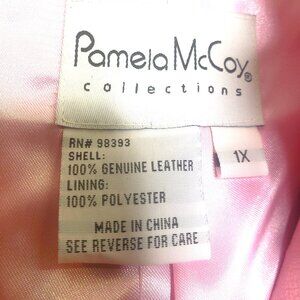 Pamela McCoy®
collections
RN# 98393
SHELL:
100% GENUINE LEATHER
LINING:
100% POLYESTER
MADE IN CHINA
SEE REVERSE FOR CARE
1X